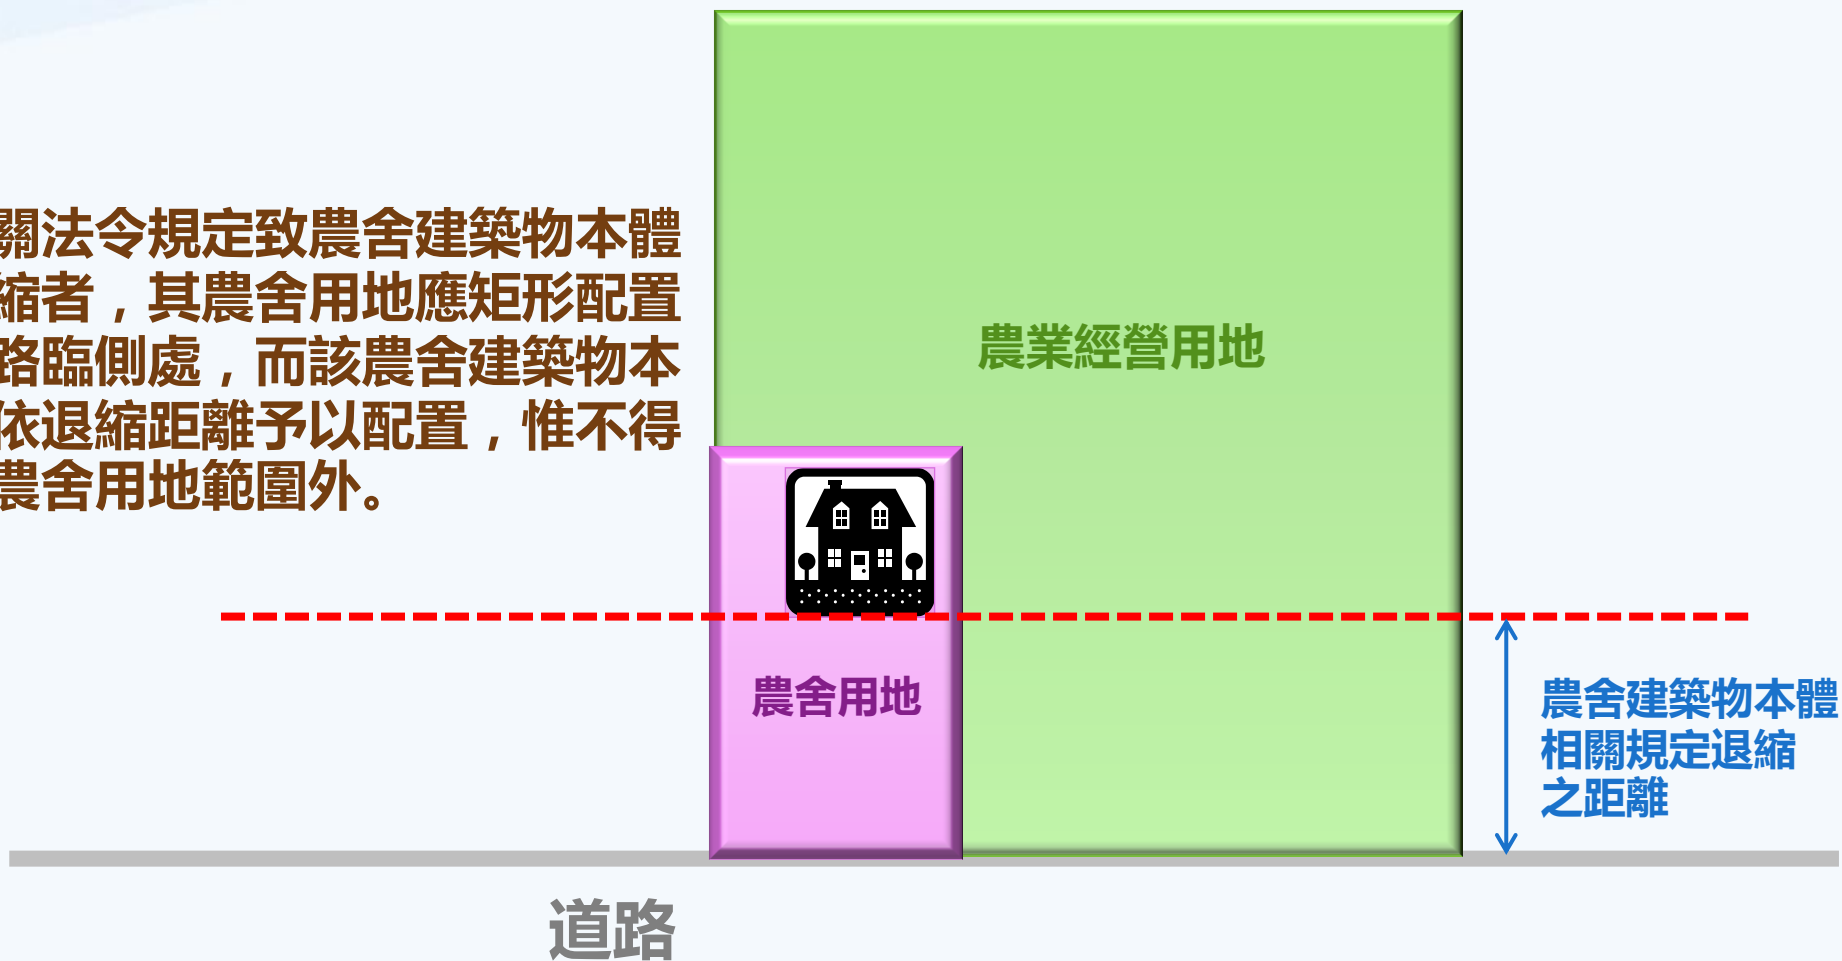 關法令規定致農舍建築物本體
縮者，其農舍用地應矩形配置
路臨側處，而該農舍建築物本
依退縮距離予以配置，惟不得
農舍用地範圍外。
農業經營用地
農舍用地
農舍建築物本體
相關規定退縮
之距離
道路